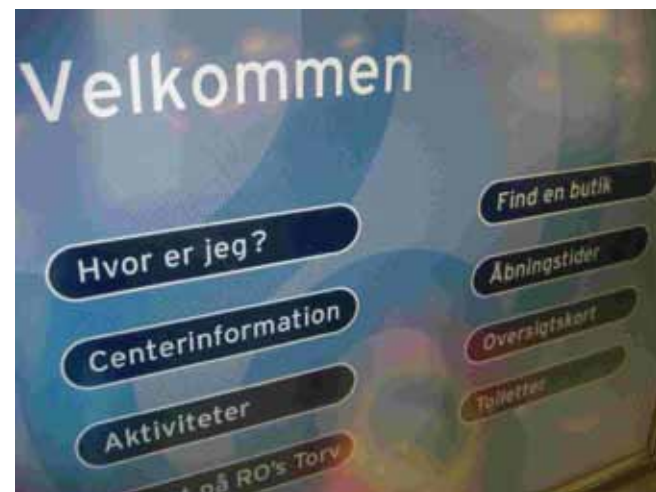 Velkommen
Hvor er jeg?
Centerinformation
Aktiviteter
på RO's Torv
Find en butik
Åbningstider
Oversigtskort
Toiletter